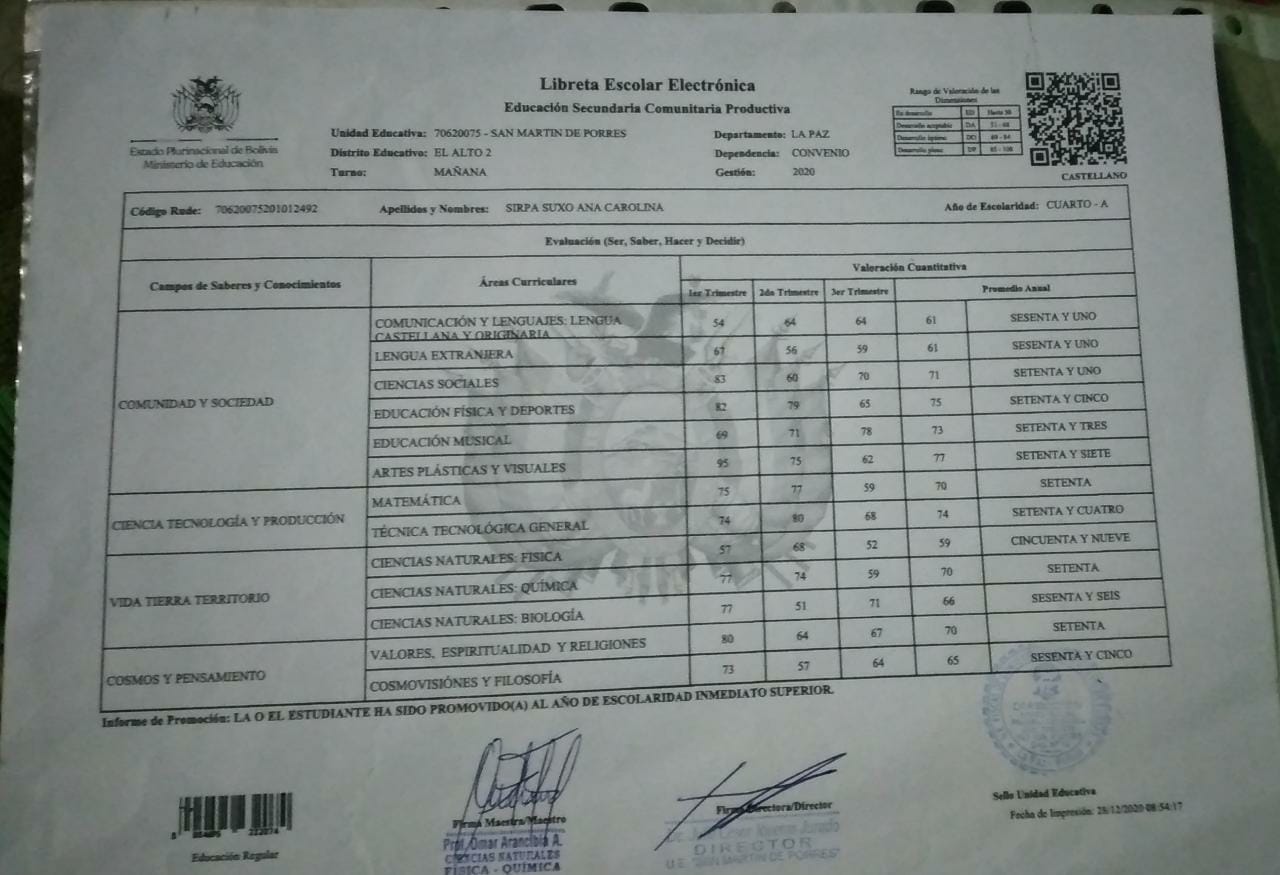 Libreta Escolar Electrónica
Educación Secundaria Comunitaria Productiva
Estado Plurinacional de Bolivia
Ministerio de Educación
Unidad Educativa: 70620075 - SAN MARTIN DE PORRES
Distrito Educativo: EL ALTO 2
Turno: MAÑANA
Departamento: LA PAZ
Dependencia: CONVENIO
Gestión: 2020
Rango de Valoración de las Dimensiones
En desarrollo ED Hasta 50
Desarrollo aceptable DA 51 - 68
Desarrollo óptimo DO 69 - 84
Desarrollo pleno DP 85 - 100
CASTELLANO
Código Rude: 70620075201012492 Apellidos y Nombres: SIRPA SUXO ANA CAROLINA Año de Escolaridad: CUARTO - A
Evaluación (Ser, Saber, Hacer y Decidir)
Campos de Saberes y Conocimientos Áreas Curriculares Valoración Cuantitativa
1er Trimestre 2do Trimestre 3er Trimestre Promedio Anual
COMUNIDAD Y SOCIEDAD
COMUNICACIÓN Y LENGUAJES: LENGUA CASTELLANA Y ORIGINARIA 54 64 64 61 SESENTA Y UNO
LENGUA EXTRANJERA 67 56 59 61 SESENTA Y UNO
CIENCIAS SOCIALES 83 60 70 71 SETENTA Y UNO
EDUCACIÓN FÍSICA Y DEPORTES 82 79 65 75 SETENTA Y CINCO
EDUCACIÓN MUSICAL 69 71 78 73 SETENTA Y TRES
ARTES PLÁSTICAS Y VISUALES 95 75 62 77 SETENTA Y SIETE
CIENCIA TECNOLOGÍA Y PRODUCCIÓN
MATEMÁTICA 75 77 59 70 SETENTA
TÉCNICA TECNOLÓGICA GENERAL 74 80 68 74 SETENTA Y CUATRO
VIDA TIERRA TERRITORIO
CIENCIAS NATURALES: FISICA 57 68 52 59 CINCUENTA Y NUEVE
CIENCIAS NATURALES: QUÍMICA 77 74 59 70 SETENTA
CIENCIAS NATURALES: BIOLOGÍA 77 51 71 66 SESENTA Y SEIS
COSMOS Y PENSAMIENTO
VALORES, ESPIRITUALIDAD Y RELIGIONES 80 64 67 70 SETENTA
COSMOVISIÓNES Y FILOSOFÍA 73 57 64 65 SESENTA Y CINCO
Informe de Promoción: LA O EL ESTUDIANTE HA SIDO PROMOVIDO(A) AL AÑO DE ESCOLARIDAD INMEDIATO SUPERIOR.
Educación Regular
Firma Maestra/Maestro
Prof. Omar Arancibia A.
CIENCIAS NATURALES
FÍSICA - QUÍMICA
Firma Directora/Director
DIRECTOR
U.E. "SAN MARTIN DE PORRES"
Sello Unidad Educativa
Fecha de Impresión: 28/12/2020 08:54:17